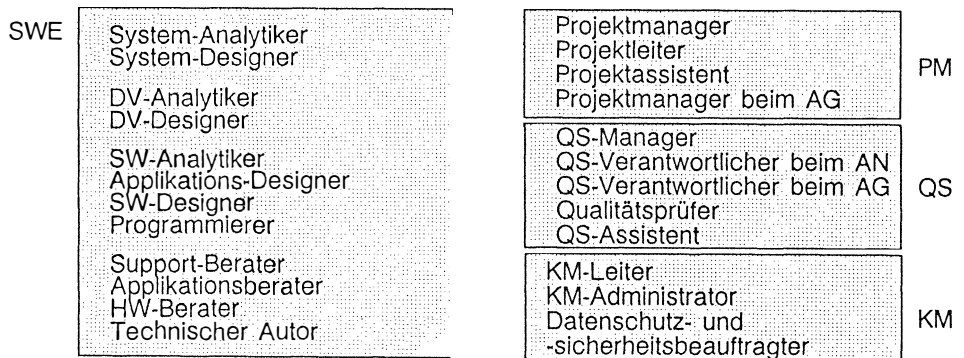 SWE
System-Analytiker
System-Designer
DV-Analytiker
DV-Designer
SW-Analytiker
Applikations-Designer
SW-Designer
Programmierer
Support-Berater
Applikationsberater
HW-Berater
Technischer Autor
Projektmanager
Projektleiter
Projektassistent
Projektmanager beim AG
PM
QS-Manager
QS-Verantwortlicher beim AN
QS-Verantwortlicher beim AG
Qualitätsprüfer
QS-Assistent
QS
KM-Leiter
KM-Administrator
Datenschutz- und
-sicherheitsbeauftragter
KM